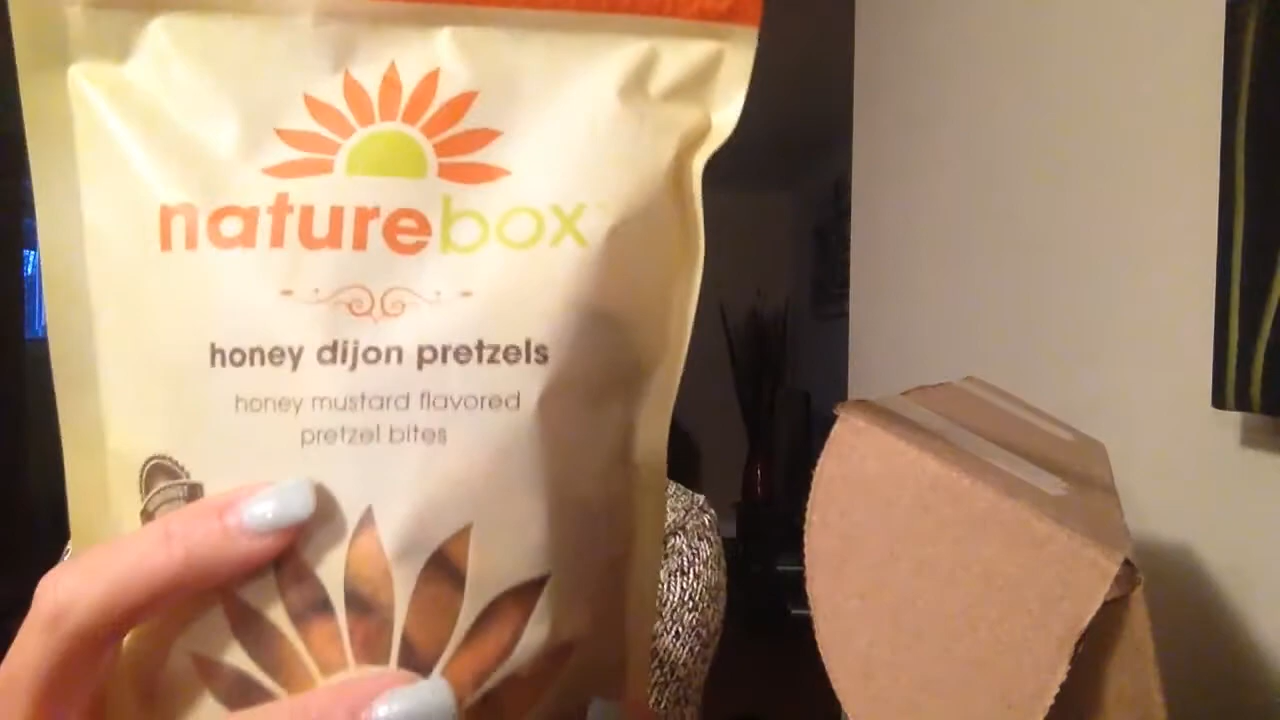 naturebox
honey dijon pretzels
honey mustard flavored
pretzel bites